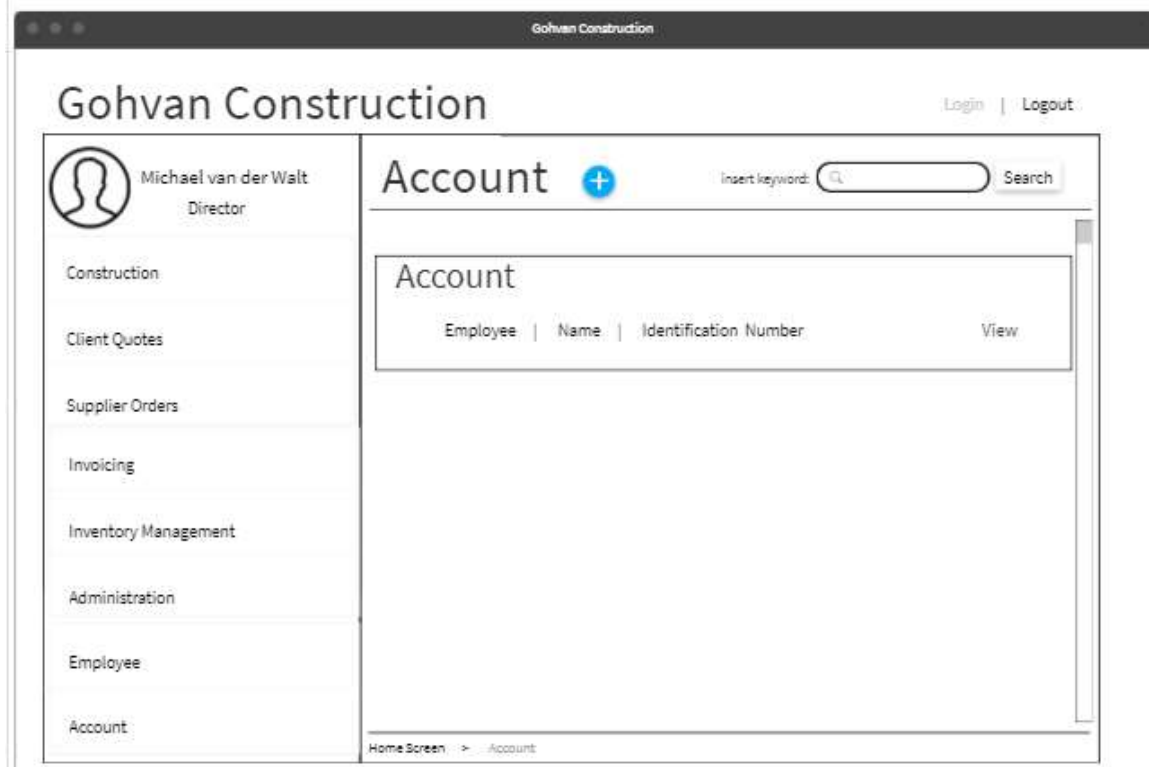 Gohvan Construction
Gohvan Construction
Login | Logout
Michael van der Walt
Director
Construction
Client Quotes
Supplier Orders
Invoicing
Inventory Management
Administration
Employee
Account
Account
insert keyword:
Search
Account
Employee | Name | Identification Number
View
Home Screen > Account